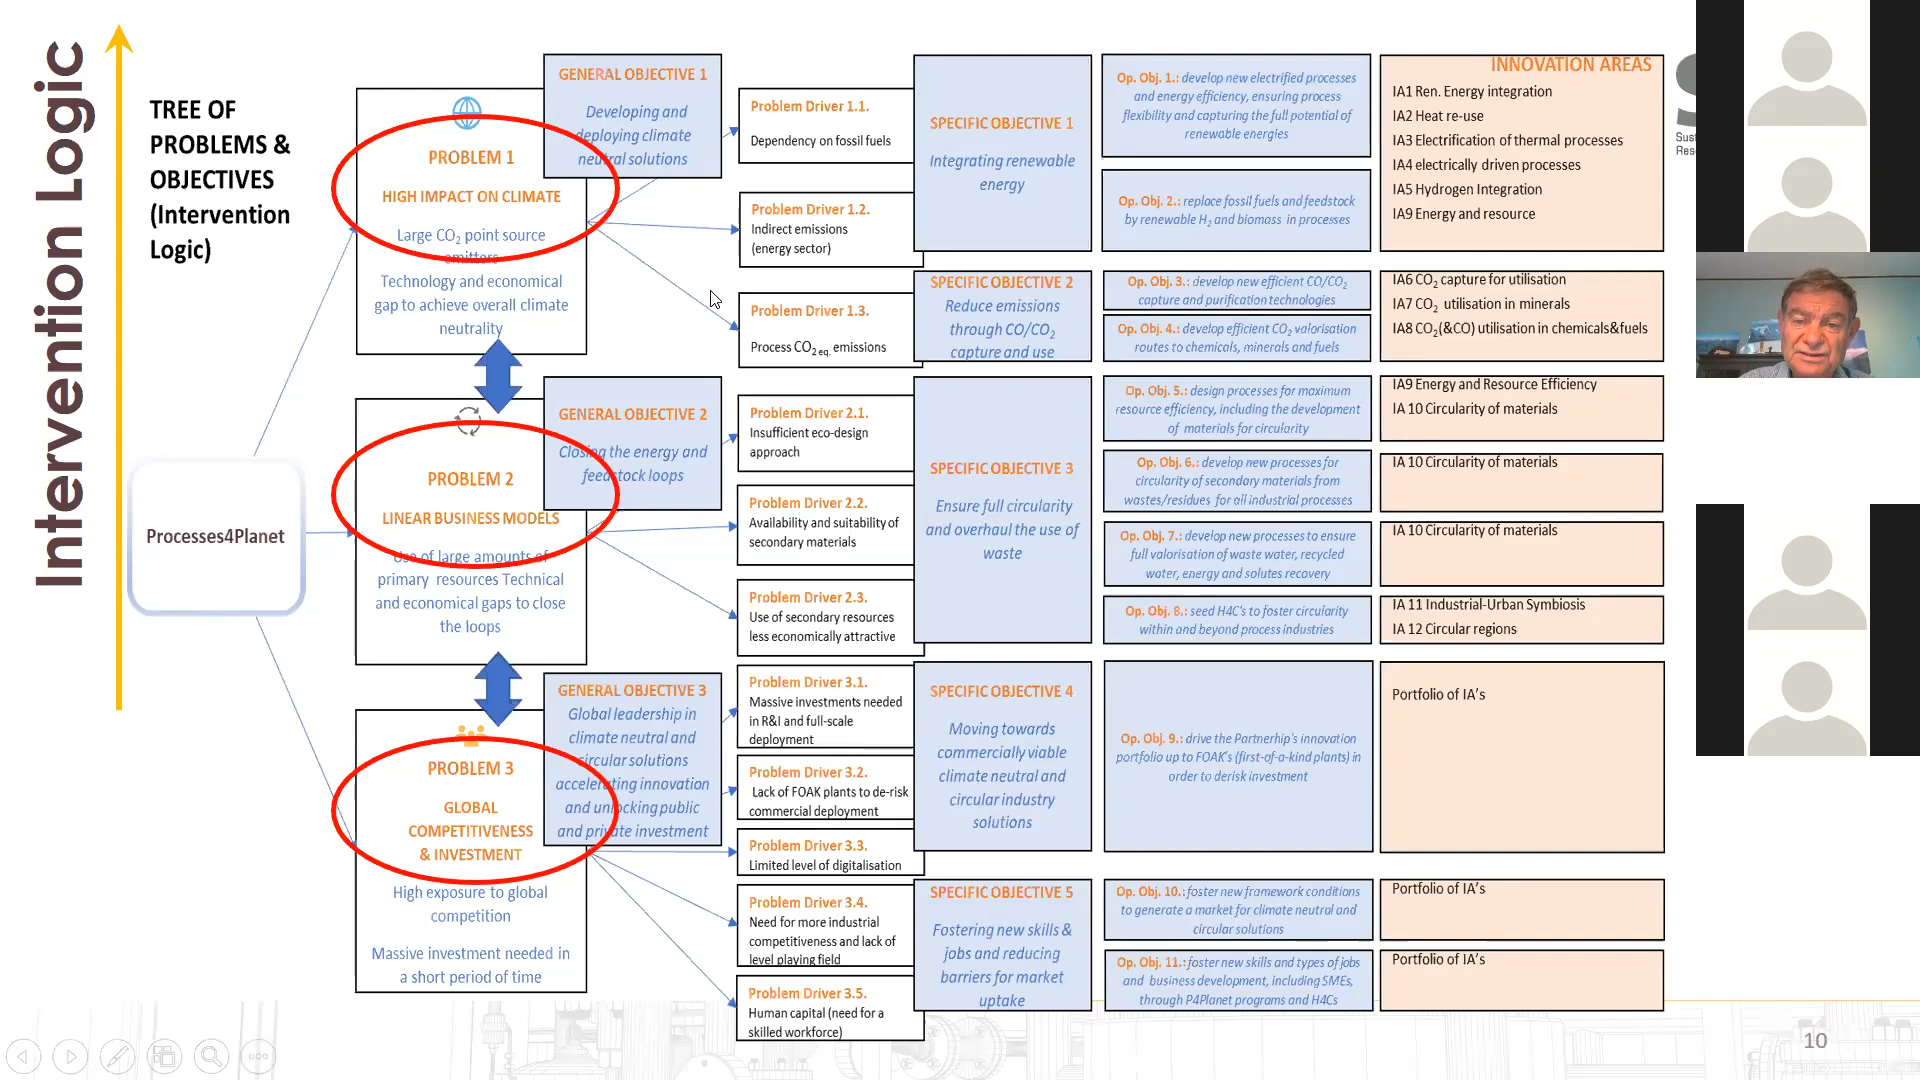 Intervention Logic
TREE OF
PROBLEMS &
OBJECTIVES
(Intervention
Logic)
Processes4Planet
PROBLEM 1
HIGH IMPACT ON CLIMATE
Large CO2 point source
emitters
Technology and economical
gap to achieve overall climate
neutrality
GENERAL OBJECTIVE 1
Developing and
deploying climate
neutral solutions
Problem Driver 1.1.
Dependency on fossil fuels
Problem Driver 1.2.
Indirect emissions
(energy sector)
Problem Driver 1.3.
Process CO2 eq. emissions
SPECIFIC OBJECTIVE 1
Integrating renewable
energy
SPECIFIC OBJECTIVE 2
Reduce emissions
through CO/CO2
capture and use
Op. Obj. 1.: develop new electrified processes
and energy efficiency, ensuring process
flexibility and capturing the full potential of
renewable energies
Op. Obj. 2.: replace fossil fuels and feedstock
by renewable H2 and biomass in processes
Op. Obj. 3.: develop new efficient CO/CO2
capture and purification technologies
Op. Obj. 4.: develop efficient CO2 valorisation
routes to chemicals, minerals and fuels
INNOVATION AREAS
IA1 Ren. Energy integration
IA2 Heat re-use
IA3 Electrification of thermal processes
IA4 electrically driven processes
IA5 Hydrogen Integration
IA9 Energy and resource
IA6 CO2 capture for utilisation
IA7 CO2 utilisation in minerals
IA8 CO2(&CO) utilisation in chemicals&fuels
PROBLEM 2
LINEAR BUSINESS MODELS
Use of large amounts of
primary resources Technical
and economical gaps to close
the loops
GENERAL OBJECTIVE 2
Closing the energy and
feedstock loops
Problem Driver 2.1.
Insufficient eco-design
approach
Problem Driver 2.2.
Availability and suitability of
secondary materials
Problem Driver 2.3.
Use of secondary resources
less economically attractive
SPECIFIC OBJECTIVE 3
Ensure full circularity
and overhaul the use of
waste
Op. Obj. 5.: design processes for maximum
resource efficiency, including the development
of materials for circularity
Op. Obj. 6.: develop new processes for
circularity of secondary materials from
wastes/residues for all industrial processes
Op. Obj. 7.: develop new processes to ensure
full valorisation of waste water, recycled
water, energy and solutes recovery
Op. Obj. 8.: seed H4C's to foster circularity
within and beyond process industries
IA9 Energy and Resource Efficiency
IA 10 Circularity of materials
IA 10 Circularity of materials
IA 10 Circularity of materials
IA 11 Industrial-Urban Symbiosis
IA 12 Circular regions
PROBLEM 3
GLOBAL
COMPETITIVENESS
& INVESTMENT
High exposure to global
competition
Massive investment needed in
a short period of time
GENERAL OBJECTIVE 3
Global leadership in
climate neutral and
circular solutions
accelerating innovation
and unlocking public
and private investment
Problem Driver 3.1.
Massive investments needed
in R&I and full-scale
deployment
Problem Driver 3.2.
Lack of FOAK plants to de-risk
commercial deployment
Problem Driver 3.3.
Limited level of digitalisation
Problem Driver 3.4.
Need for more industrial
competitiveness and lack of
level playing field
Problem Driver 3.5.
Human capital (need for a
skilled workforce)
SPECIFIC OBJECTIVE 4
Moving towards
commercially viable
climate neutral and
circular industry
solutions
SPECIFIC OBJECTIVE 5
Fostering new skills &
jobs and reducing
barriers for market
uptake
Op. Obj. 9.: drive the Partnerhip's innovation
portfolio up to FOAK's (first-of-a-kind plants) in
order to derisk investment
Op. Obj. 10.: foster new framework conditions
to generate a market for climate neutral and
circular solutions
Op. Obj. 11.: foster new skills and types of jobs
and business development, including SMEs,
through P4Planet programs and H4Cs
Portfolio of IA's
Portfolio of IA's
Portfolio of IA's
S
Sust
Res
10